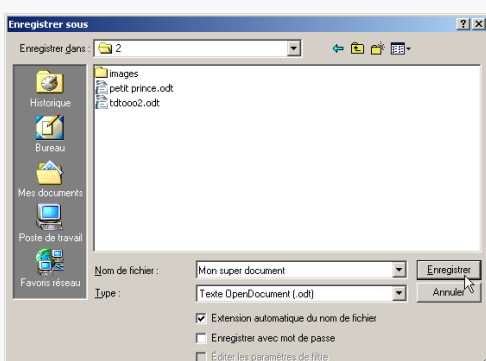 Enregistrer sous
Enregistrer dans : 2
images
petit prince.odt
tdtooo2.odt
Historique
Bureau
Mes documents
Poste de travail
Favoris réseau
Nom de fichier : Mon super document Enregistrer
Type : Texte OpenDocument (.odt) Annuler
Extension automatique du nom de fichier
Enregistrer avec mot de passe
Éditer les paramètres de filtre